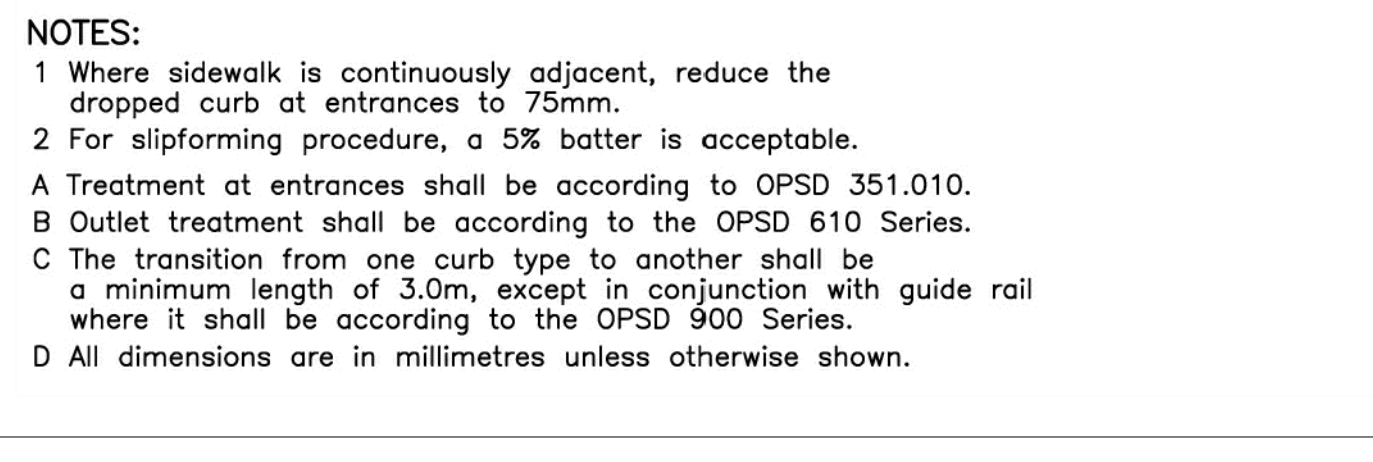 NOTES:
1 Where sidewalk is continuously adjacent, reduce the
dropped curb at entrances to 75mm.
2 For slipforming procedure, a 5% batter is acceptable.
A Treatment at entrances shall be according to OPSD 351.010.
B Outlet treatment shall be according to the OPSD 610 Series.
C The transition from one curb type to another shall be
a minimum length of 3.0m, except in conjunction with guide rail
where it shall be according to the OPSD 900 Series.
D All dimensions are in millimetres unless otherwise shown.